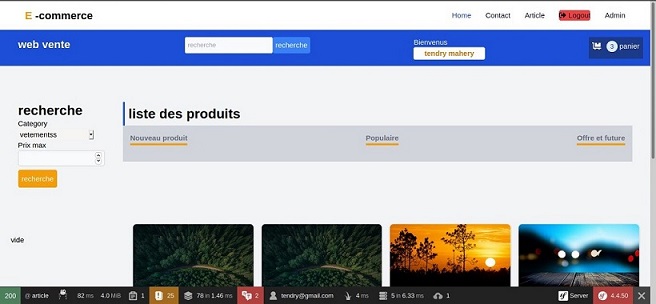 E -commerce
Home Contact Article Logout Admin
web vente
recherche recherche
Bienvenus
tendry mahery
3 panier
recherche
Category
vetementss
Prix max
recherche
liste des produits
Nouveau produit Populaire Offre et future
vide
200 @ article 82 ms 4.0 MiB 1 25 78 in 1.46 ms 2 tendry@gmail.com 4 ms 5 in 6.33 ms 1 Server 4.4.50